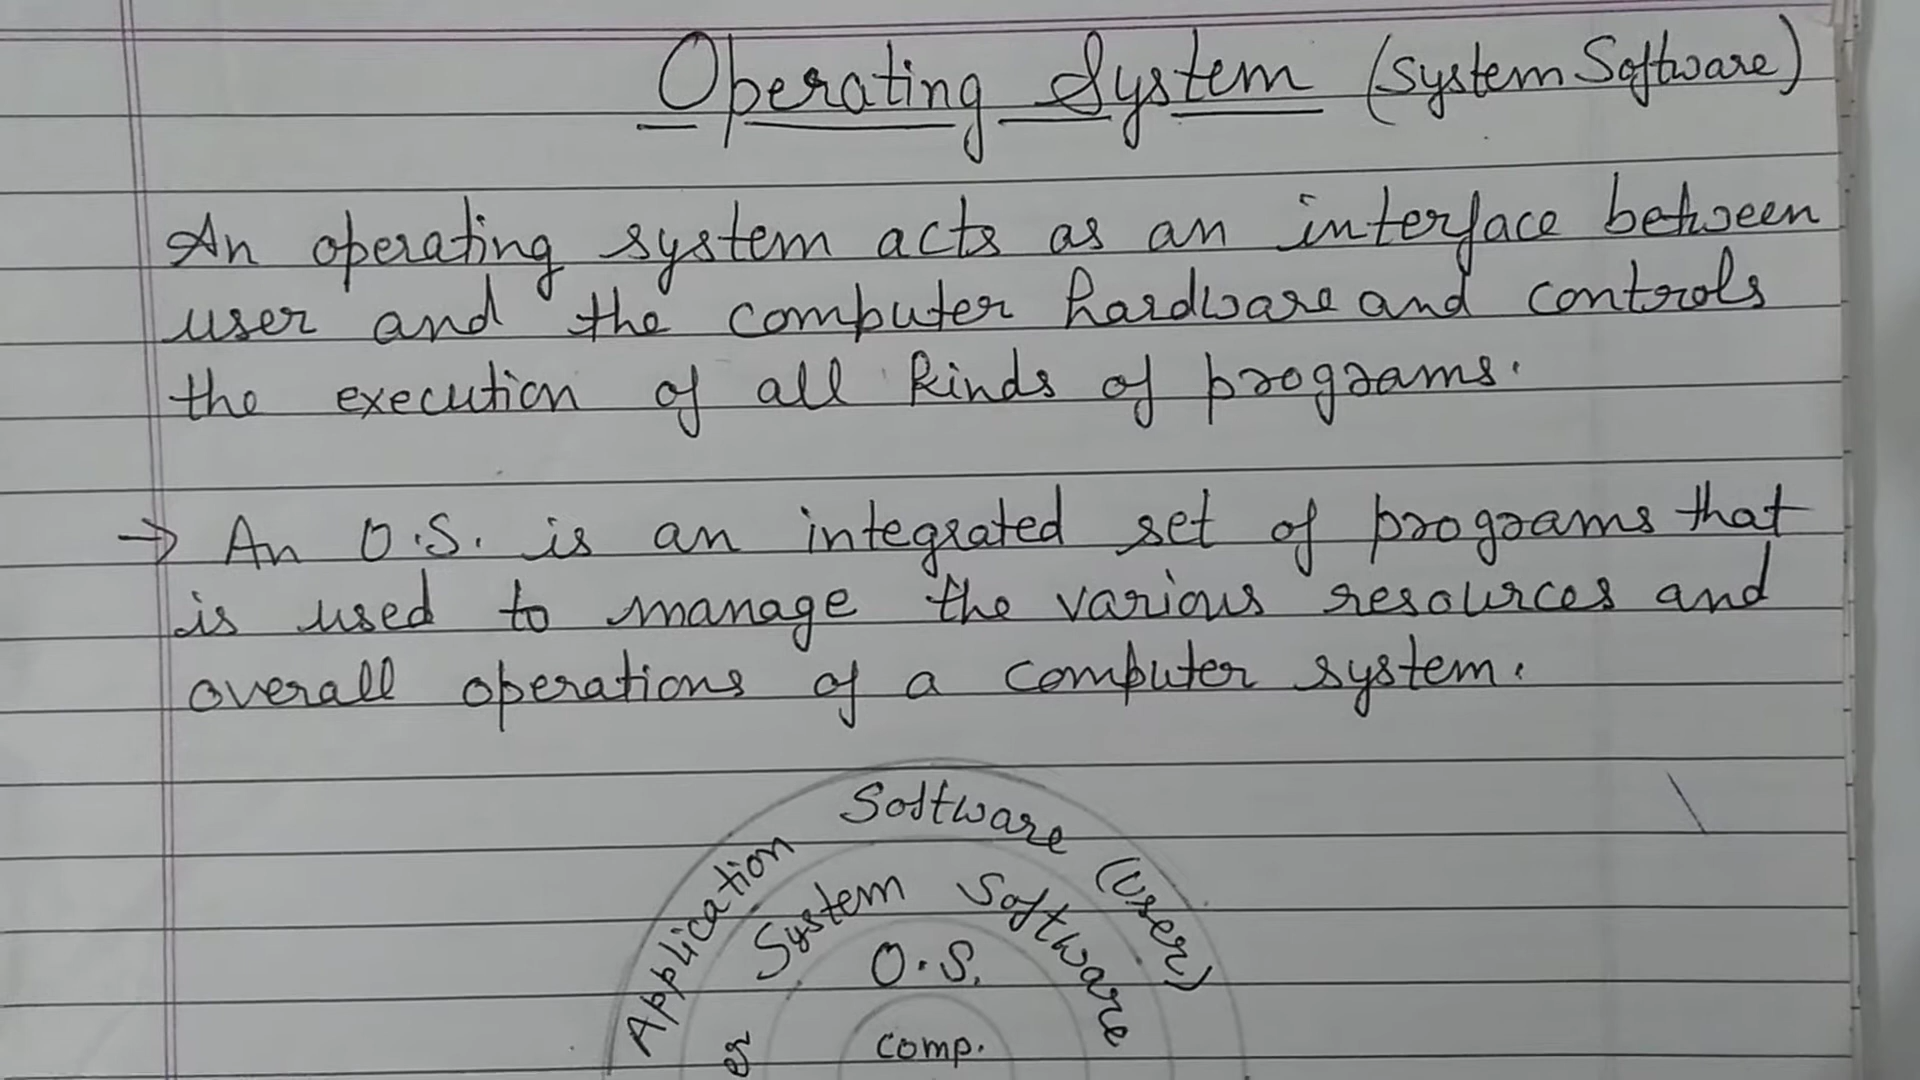 Operating System (System Software)
An operating system acts as an interface between
user and the computer hardware and controls
the execution of all kinds of programs.
→ An O.S. is an integrated set of programs that
is used to manage the various resources and
overall operations of a computer system.
Application Software (User)
System Software
O.S.
Comp.